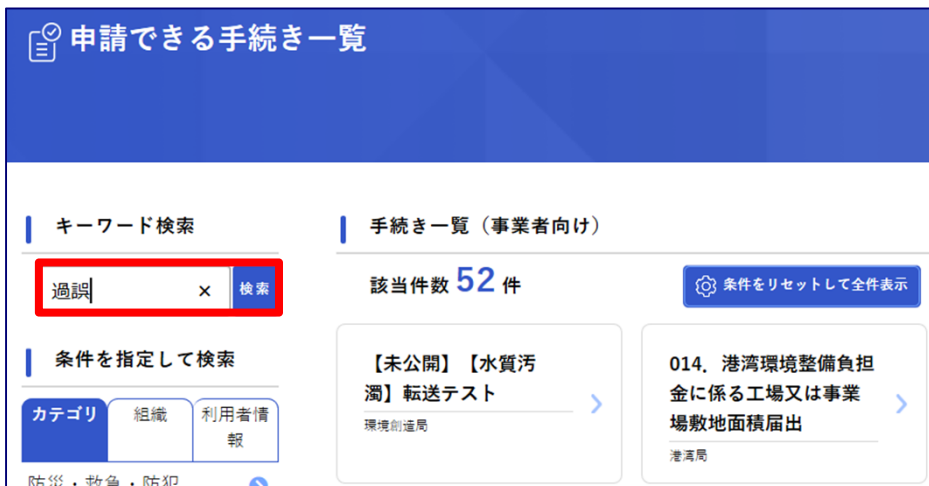 申請できる手続き一覧
キーワード検索
過誤
×
検索
条件を指定して検索
カテゴリ
組織
利用者情
報
防災・救急・防犯
手続き一覧（事業者向け）
該当件数 52 件
条件をリセットして全件表示
【未公開】【水質汚
濁】転送テスト
環境創造局
014．港湾環境整備負担
金に係る工場又は事業
場敷地面積届出
港湾局